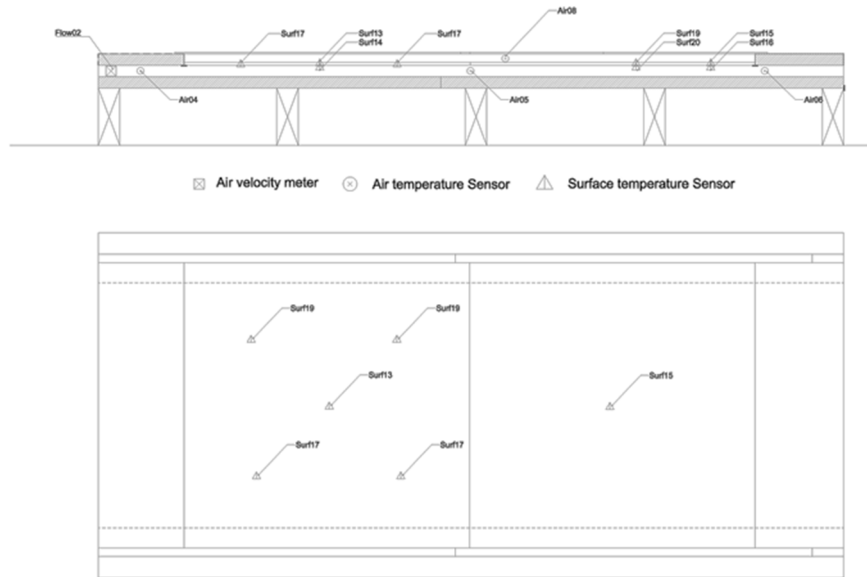 Air08
Flow02
Surf17
Surf13
Surf14
Surf17
Surf19
Surf20
Surf15
Surf16
Air04
Air05
Air06
Air velocity meter
Air temperature Sensor
Surface temperature Sensor
Surf19
Surf19
Surf13
Surf15
Surf17
Surf17